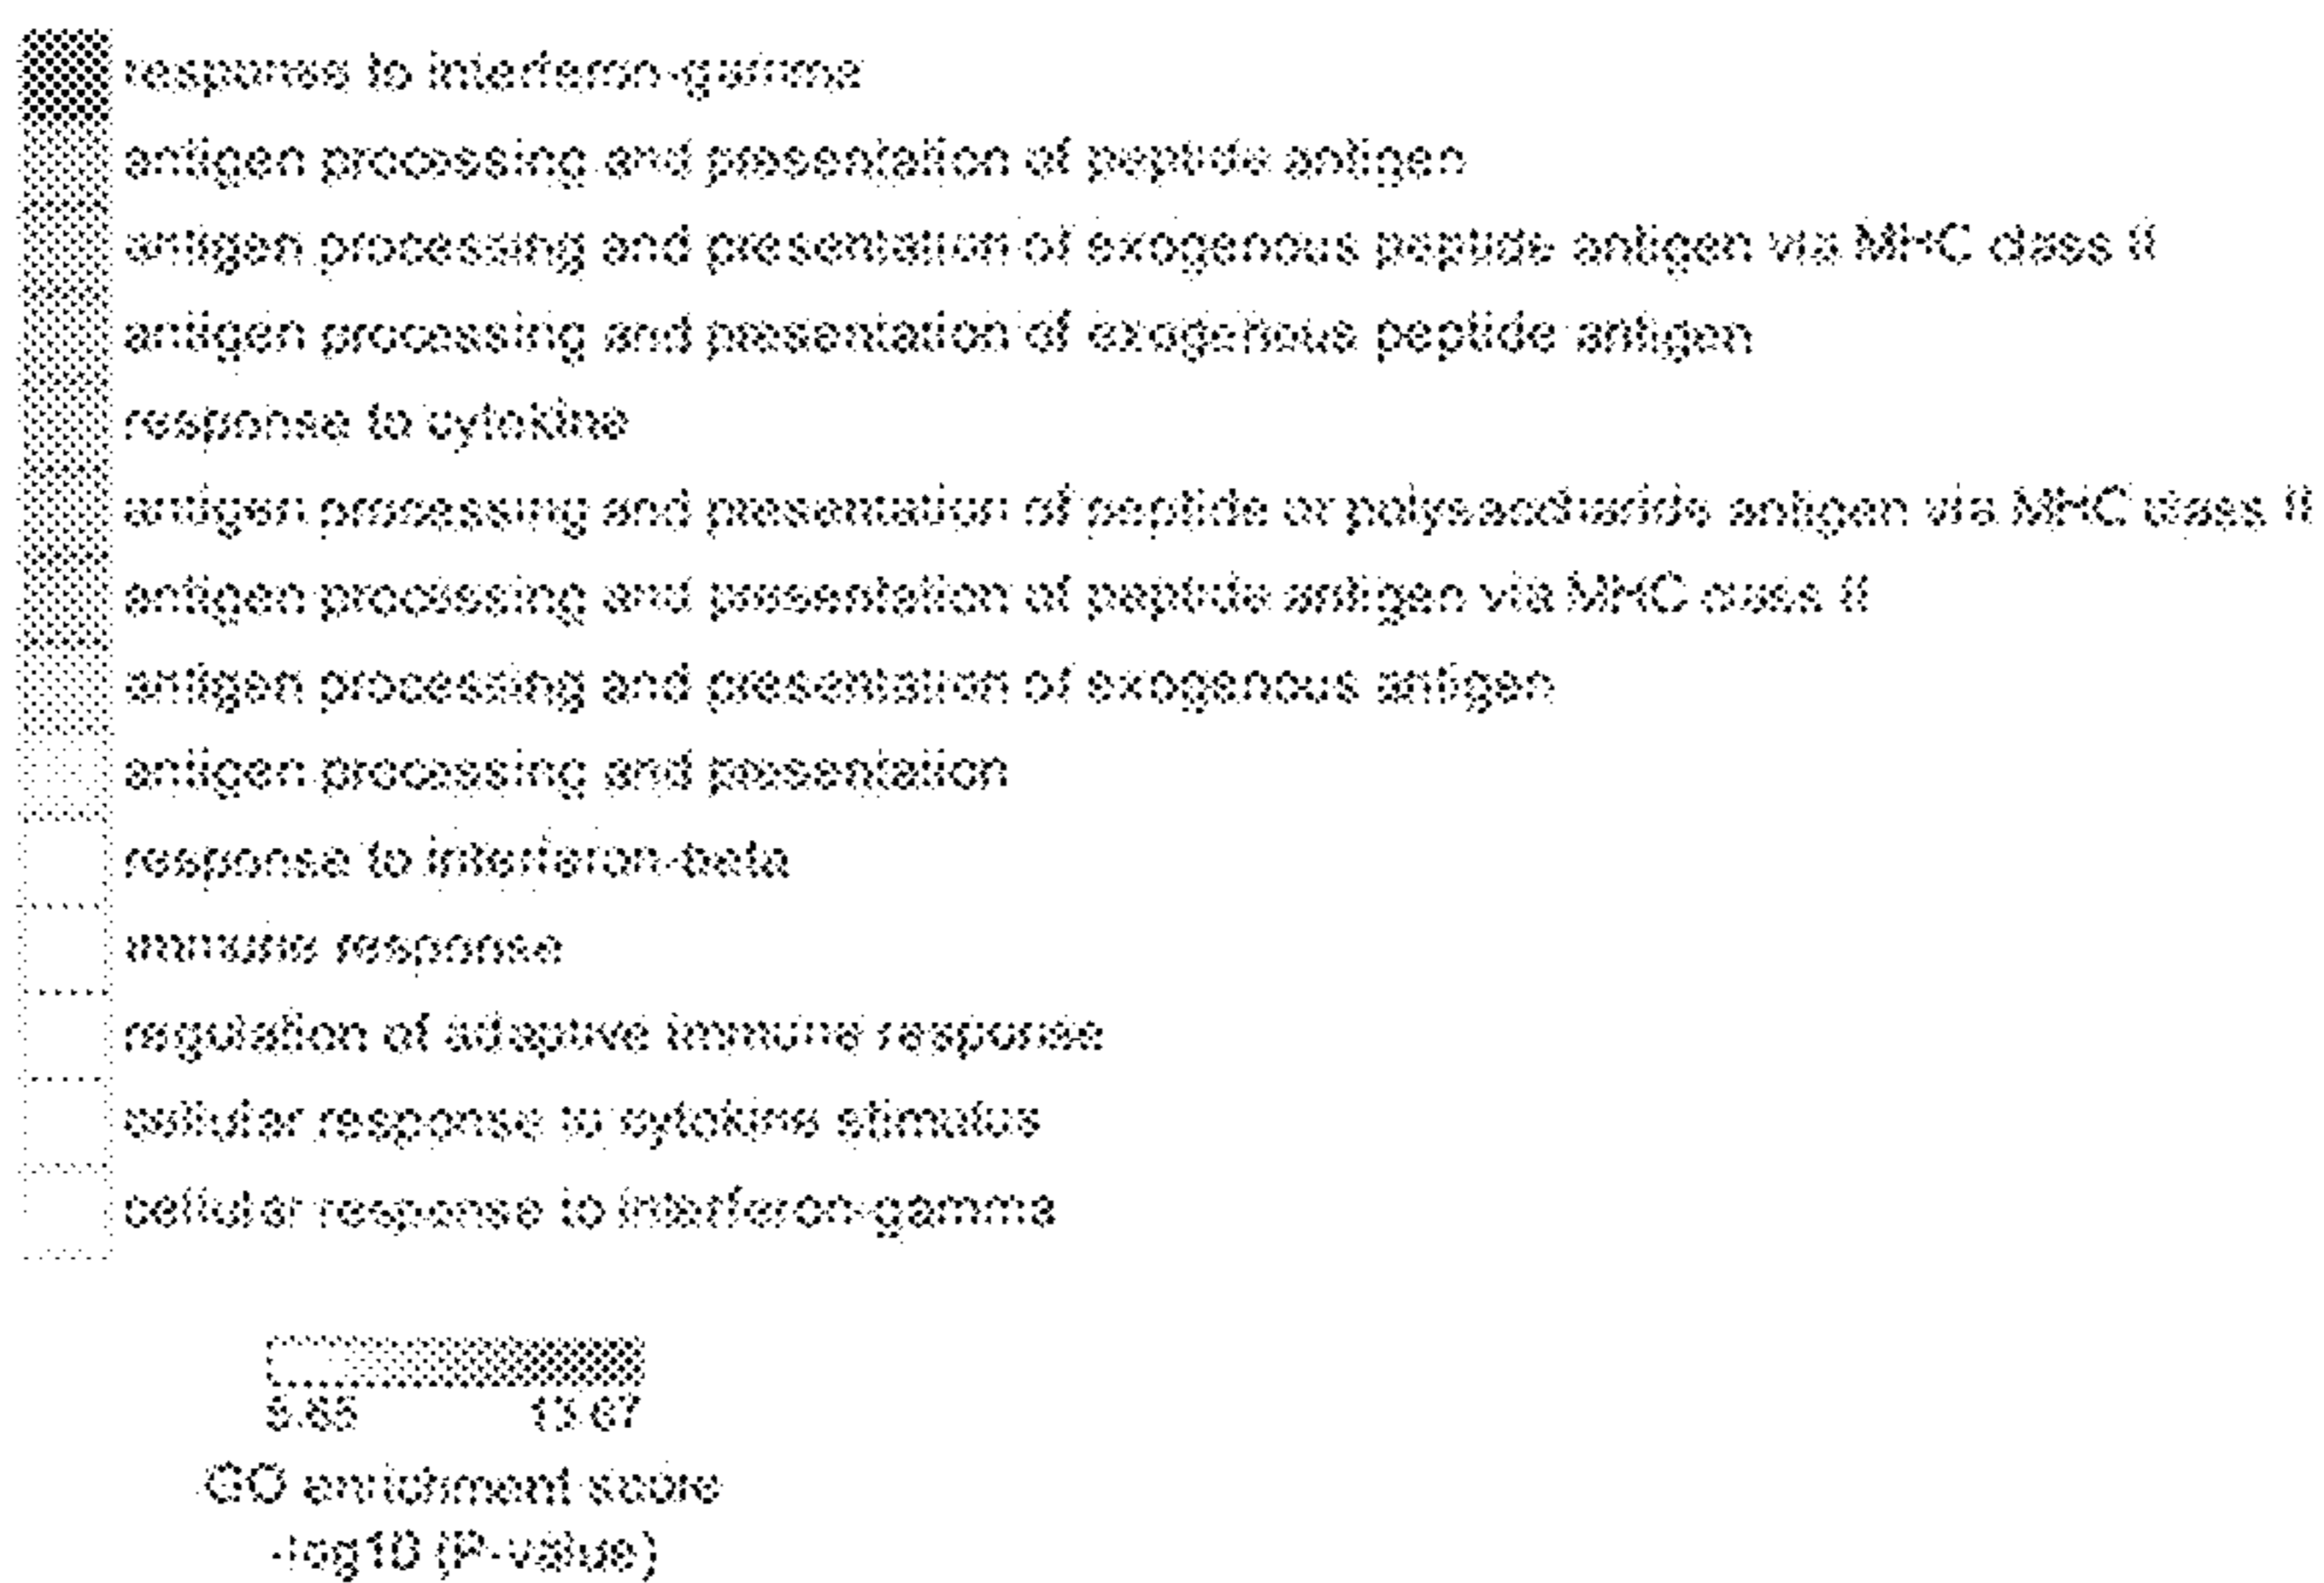 response to interferon-gamma
antigen processing and presentation of peptide antigen
antigen processing and presentation of exogenous peptide antigen via MHC class II
antigen processing and presentation of exogenous peptide antigen
response to cytokine
antigen processing and presentation of peptide or polysaccharide antigen via MHC class II
antigen processing and presentation of peptide antigen via MHC class II
antigen processing and presentation of exogenous antigen
antigen processing and presentation
response to interferon-beta
immune response
regulation of adaptive immune response
cellular response to cytokine stimulus
cellular response to interferon-gamma
13.67
GO enrichment score
-log10 (P-value)